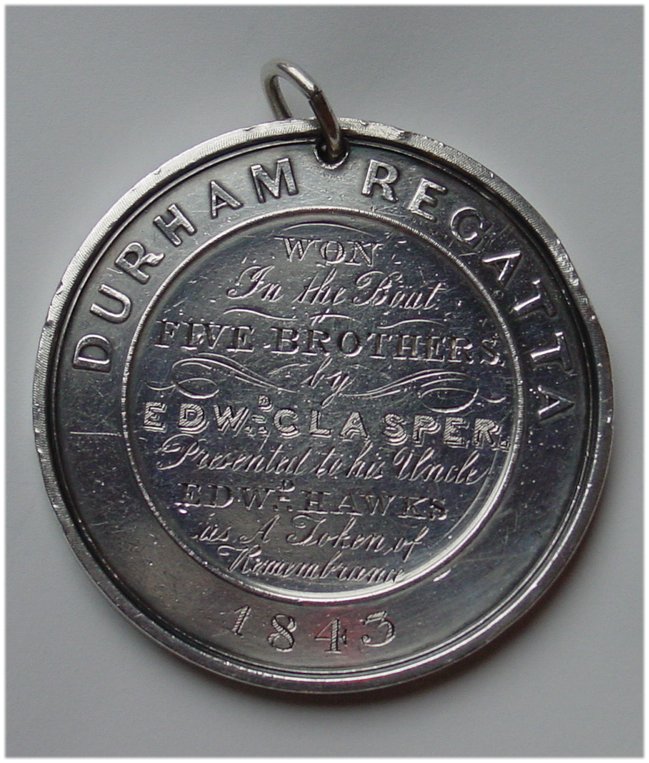 DURHAM REGATTA
WON
In the Boat
FIVE BROTHERS
by
EDWD CLASPER.
Presented to his Uncle
EDWD HAWKS
as A Token of
Remembrance
1843